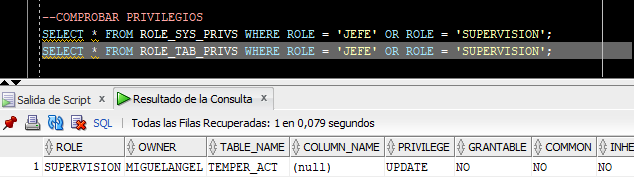 --COMPROBAR PRIVILEGIOS
SELECT * FROM ROLE_SYS_PRIVS WHERE ROLE = 'JEFE' OR ROLE = 'SUPERVISION';
SELECT * FROM ROLE_TAB_PRIVS WHERE ROLE = 'JEFE' OR ROLE = 'SUPERVISION';
Salida de Script x Resultado de la Consulta x
SQL | Todas las Filas Recuperadas: 1 en 0,079 segundos
ROLE OWNER TABLE_NAME COLUMN_NAME PRIVILEGE GRANTABLE COMMON INHE
1 SUPERVISION MIGUELANGEL TEMPER_ACT (null) UPDATE NO NO NO